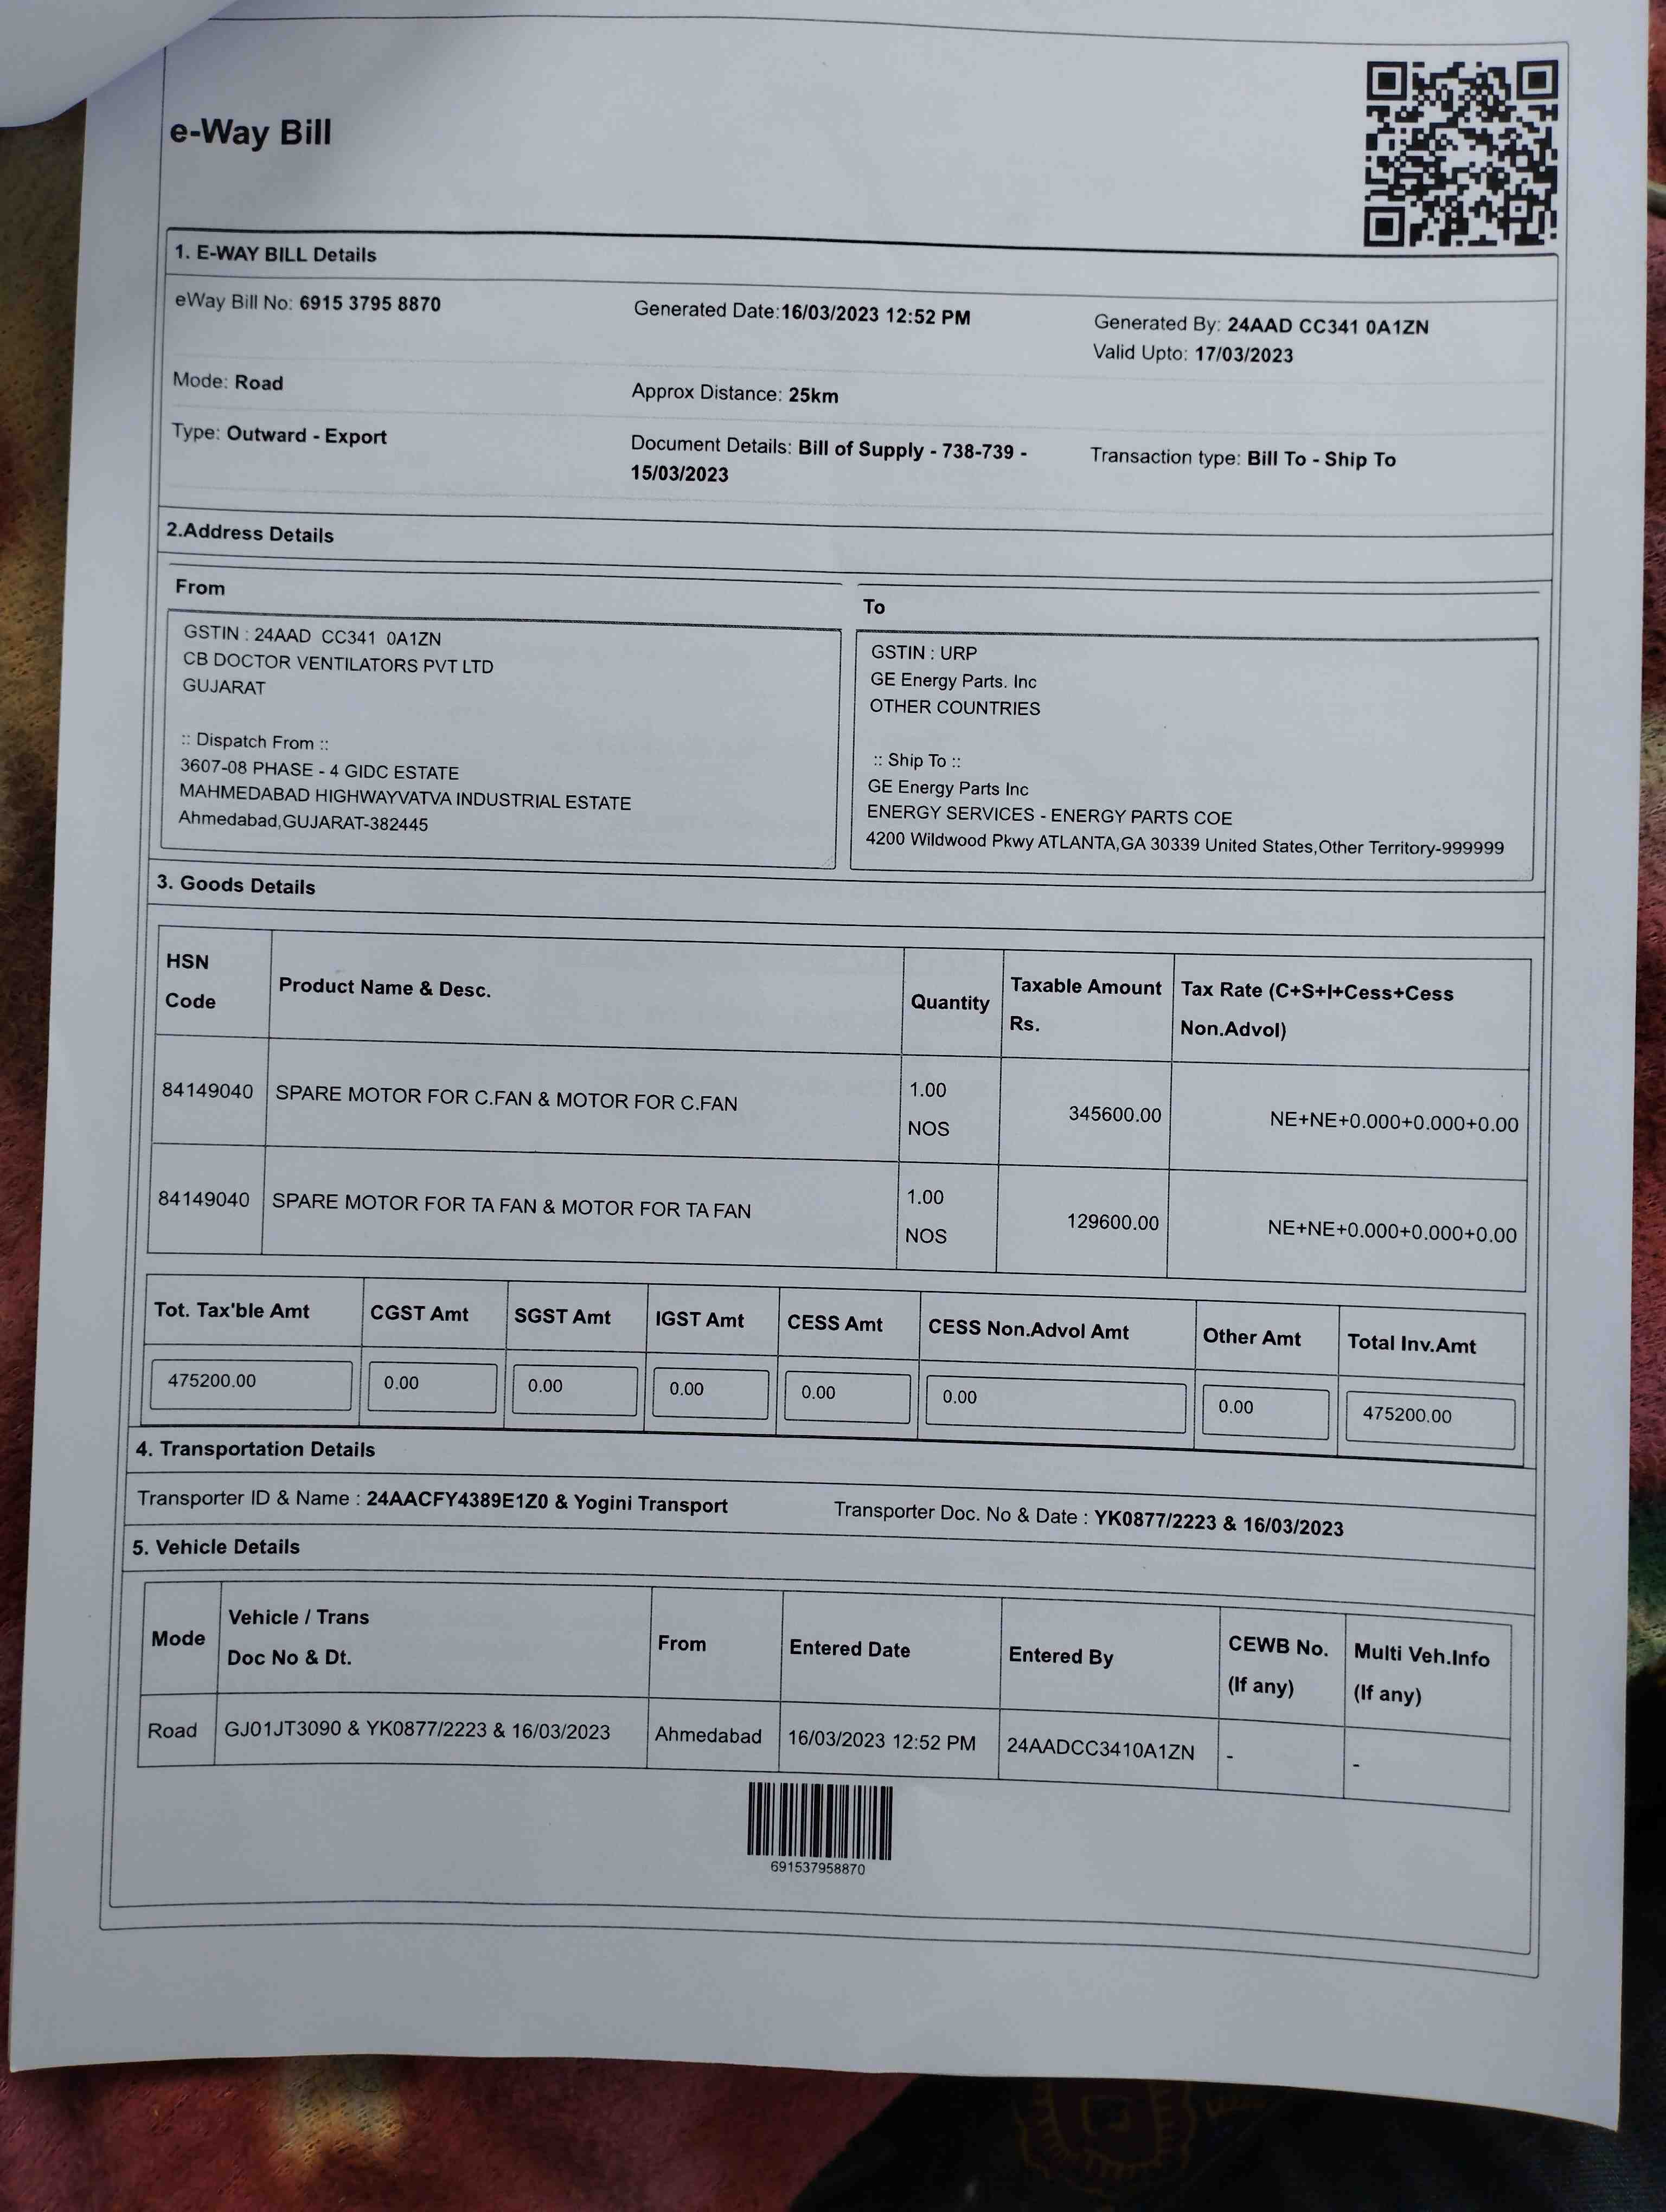 e-Way Bill
1. E-WAY BILL Details
eWay Bill No: 6915 3795 8870
Generated Date:16/03/2023 12:52 PM
Generated By: 24AAD CC341 0A1ZN
Valid Upto: 17/03/2023
Mode: Road
Approx Distance: 25km
Type: Outward - Export
Document Details: Bill of Supply - 738-739 -
15/03/2023
Transaction type: Bill To - Ship To
2.Address Details
From
GSTIN : 24AAD CC341 0A1ZN
CB DOCTOR VENTILATORS PVT LTD
GUJARAT
:: Dispatch From ::
3607-08 PHASE - 4 GIDC ESTATE
MAHMEDABAD HIGHWAYVATVA INDUSTRIAL ESTATE
Ahmedabad,GUJARAT-382445
To
GSTIN : URP
GE Energy Parts. Inc
OTHER COUNTRIES
:: Ship To ::
GE Energy Parts Inc
ENERGY SERVICES - ENERGY PARTS COE
4200 Wildwood Pkwy ATLANTA,GA 30339 United States,Other Territory-999999
3. Goods Details
HSN
Code
Product Name & Desc.
Quantity
Taxable Amount
Rs.
Tax Rate (C+S+I+Cess+Cess
Non.Advol)
84149040
SPARE MOTOR FOR C.FAN & MOTOR FOR C.FAN
1.00
NOS
345600.00
NE+NE+0.000+0.000+0.00
84149040
SPARE MOTOR FOR TA FAN & MOTOR FOR TA FAN
1.00
NOS
129600.00
NE+NE+0.000+0.000+0.00
Tot. Tax'ble Amt
CGST Amt
SGST Amt
IGST Amt
CESS Amt
CESS Non.Advol Amt
Other Amt
Total Inv.Amt
475200.00
0.00
0.00
0.00
0.00
0.00
0.00
475200.00
4. Transportation Details
Transporter ID & Name : 24AACFY4389E1Z0 & Yogini Transport
Transporter Doc. No & Date : YK0877/2223 & 16/03/2023
5. Vehicle Details
Mode
Vehicle / Trans
Doc No & Dt.
From
Entered Date
Entered By
CEWB No.
(If any)
Multi Veh.Info
(If any)
Road
GJ01JT3090 & YK0877/2223 & 16/03/2023
Ahmedabad
16/03/2023 12:52 PM
24AADCC3410A1ZN
-
-
691537958870